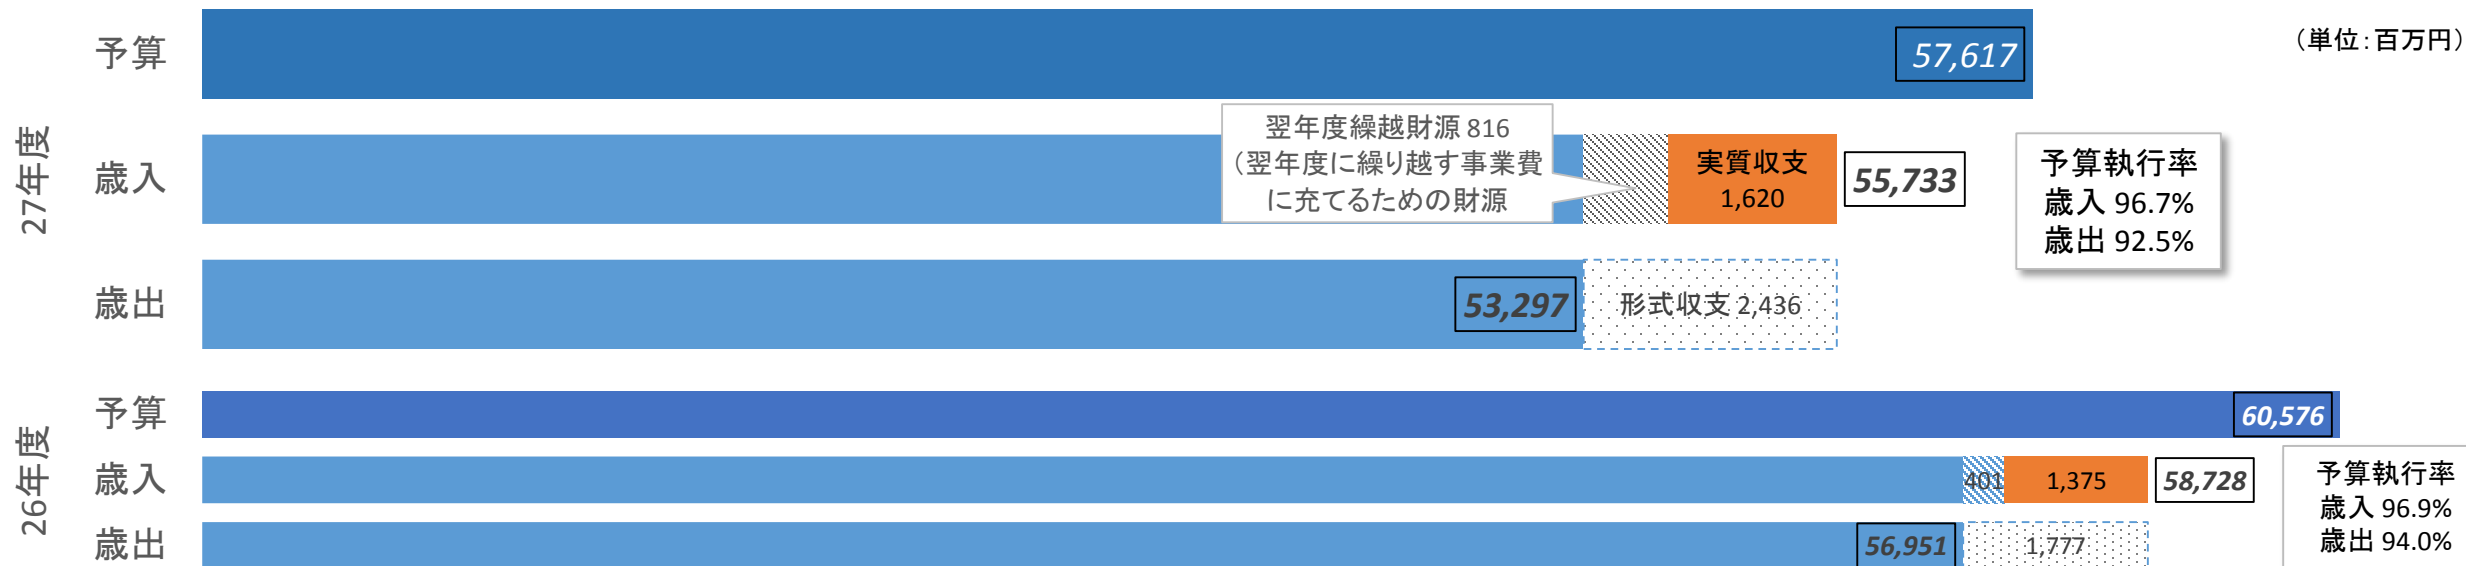 (単位:百万円)
27年度
予算
57,617
歳入
翌年度繰越財源 816
(翌年度に繰り越す事業費
に充てるための財源
実質収支
1,620
55,733
予算執行率
歳入 96.7%
歳出 92.5%
歳出
53,297
形式収支 2,436
26年度
予算
60,576
歳入
401
1,375
58,728
予算執行率
歳入 96.9%
歳出 94.0%
歳出
56,951
1,777